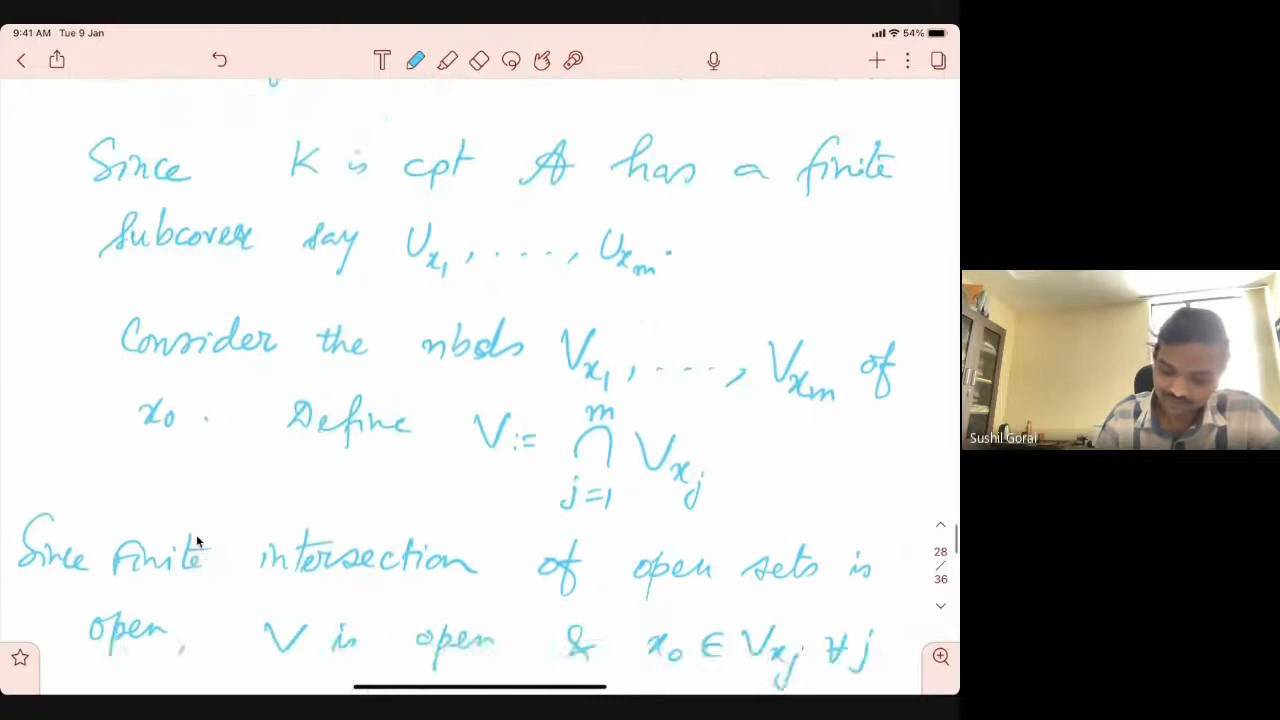 9:41 AM Tue 9 Jan
54%
Since K is cpt A has a finite
subcover say U_{x_1}, ...., U_{x_m}.
Consider the nbds V_{x_1}, ...., V_{x_m} of
x_0. Define V := \bigcap_{j=1}^{m} V_{x_j}
Since finite intersection of open sets is
open, V is open & x_0 ∈ V_{x_j} ∀ j
28
/
36
Sushil Gorai